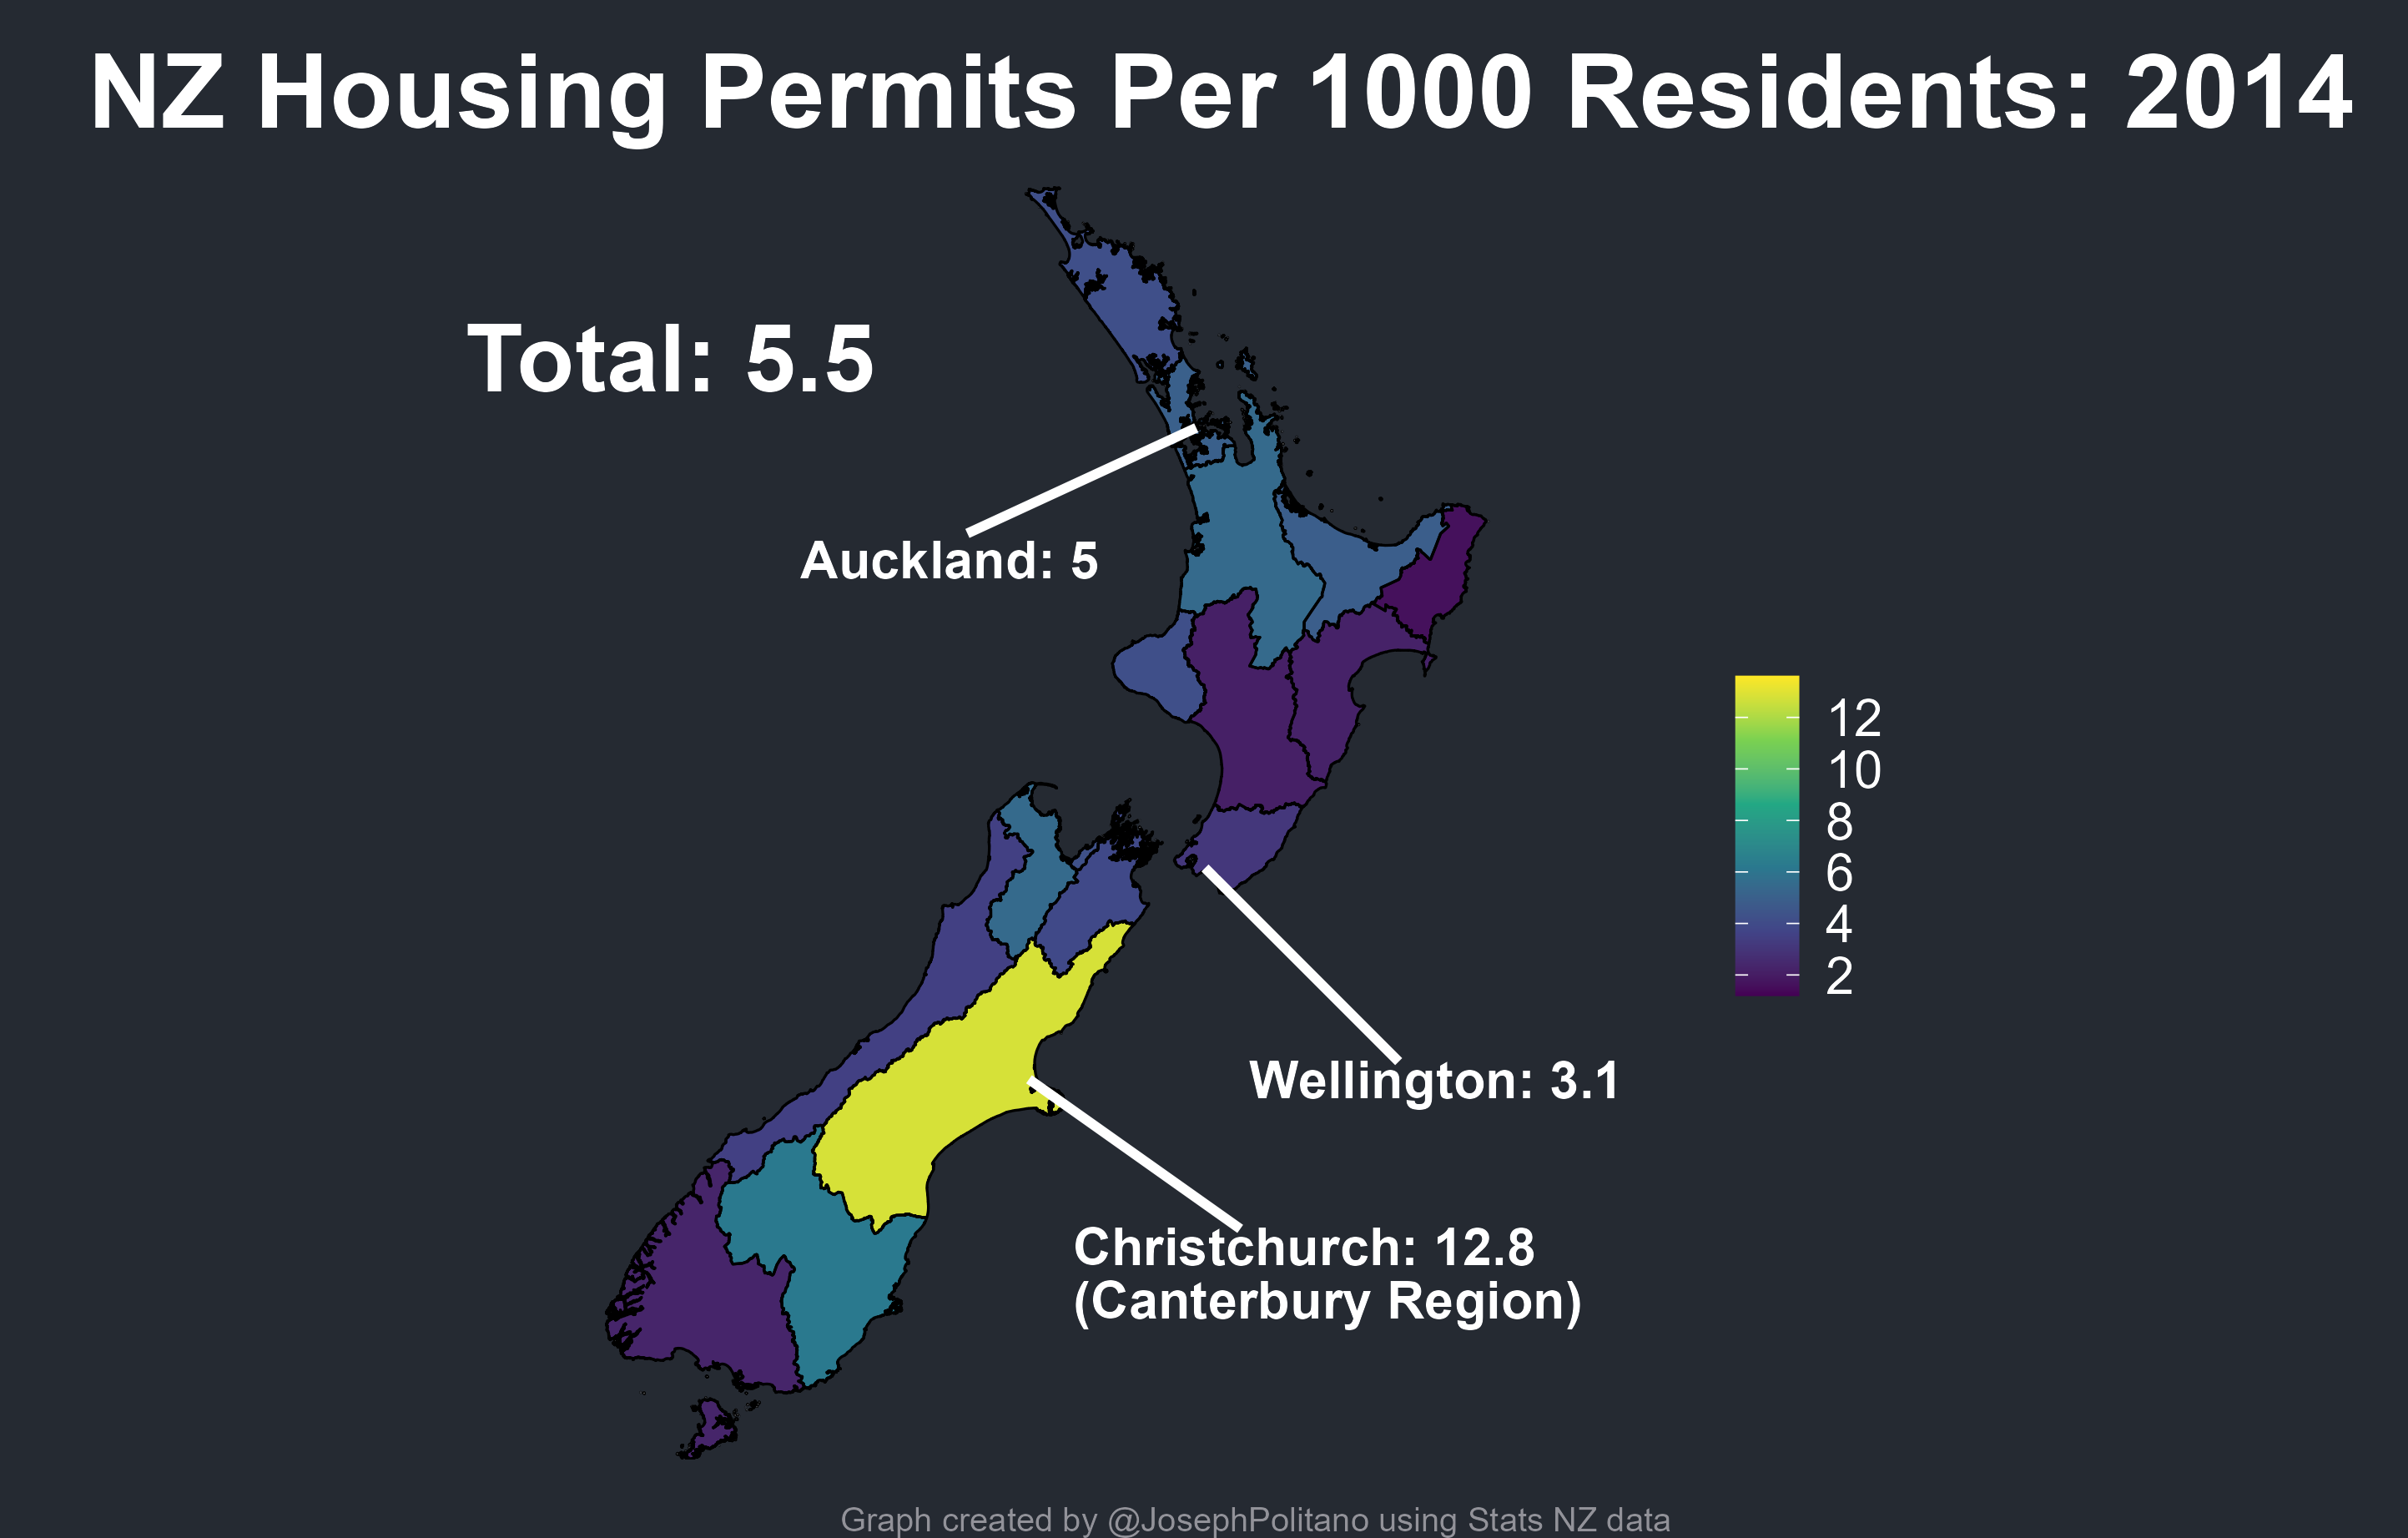 NZ Housing Permits Per 1000 Residents: 2014
Total: 5.5
Auckland: 5
12
10
8
6
4
2
Wellington: 3.1
Christchurch: 12.8
(Canterbury Region)
Graph created by @JosephPolitano using Stats NZ data